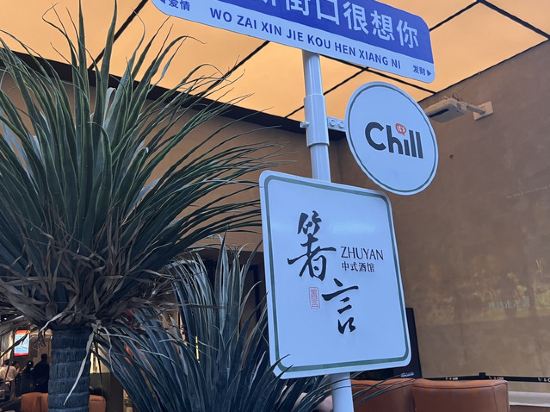 街口很想你
◀爱情
WO ZAI XIN JIE KOU HEN XIANG NI
发财▶
Chill
箸言
ZHUYAN
中式酒馆